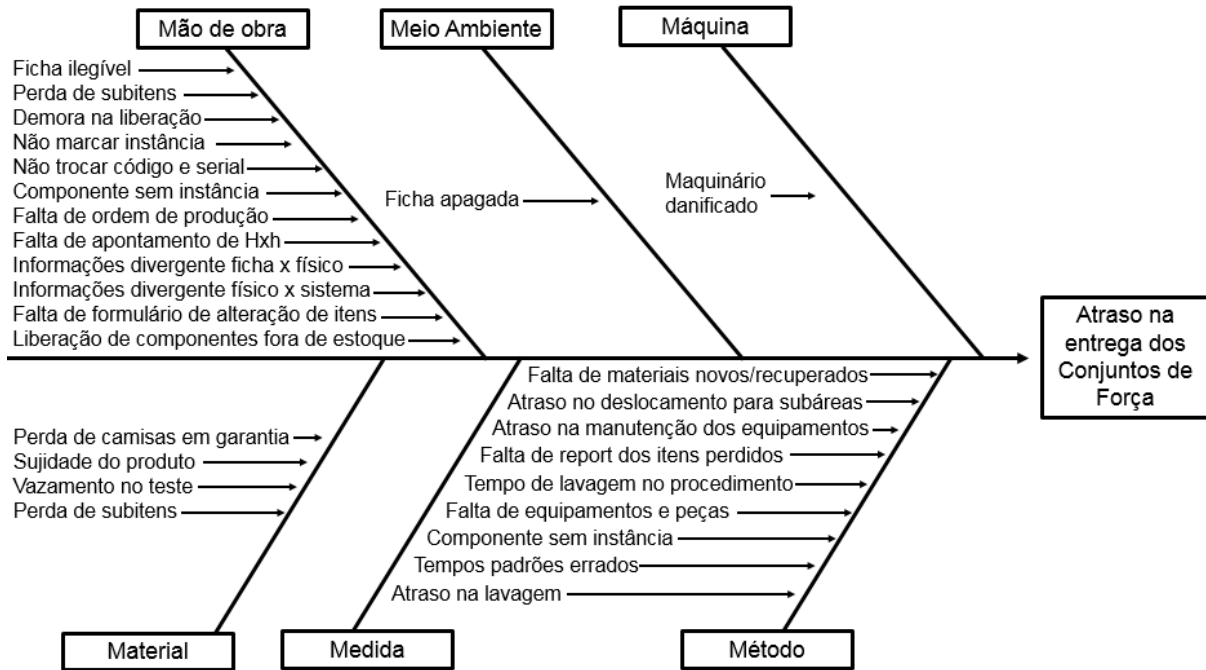 Mão de obra
Meio Ambiente
Máquina
Ficha ilegível
Perda de subitens
Demora na liberação
Não marcar instância
Não trocar código e serial
Componente sem instância
Falta de ordem de produção
Falta de apontamento de Hxh
Informações divergente ficha x físico
Informações divergente físico x sistema
Falta de formulário de alteração de itens
Liberação de componentes fora de estoque
Ficha apagada
Maquinário
danificado
Atraso na
entrega dos
Conjuntos de
Força
Perda de camisas em garantia
Sujidade do produto
Vazamento no teste
Perda de subitens
Falta de materiais novos/recuperados
Atraso no deslocamento para subáreas
Atraso na manutenção dos equipamentos
Falta de report dos itens perdidos
Tempo de lavagem no procedimento
Falta de equipamentos e peças
Componente sem instância
Tempos padrões errados
Atraso na lavagem
Material
Medida
Método